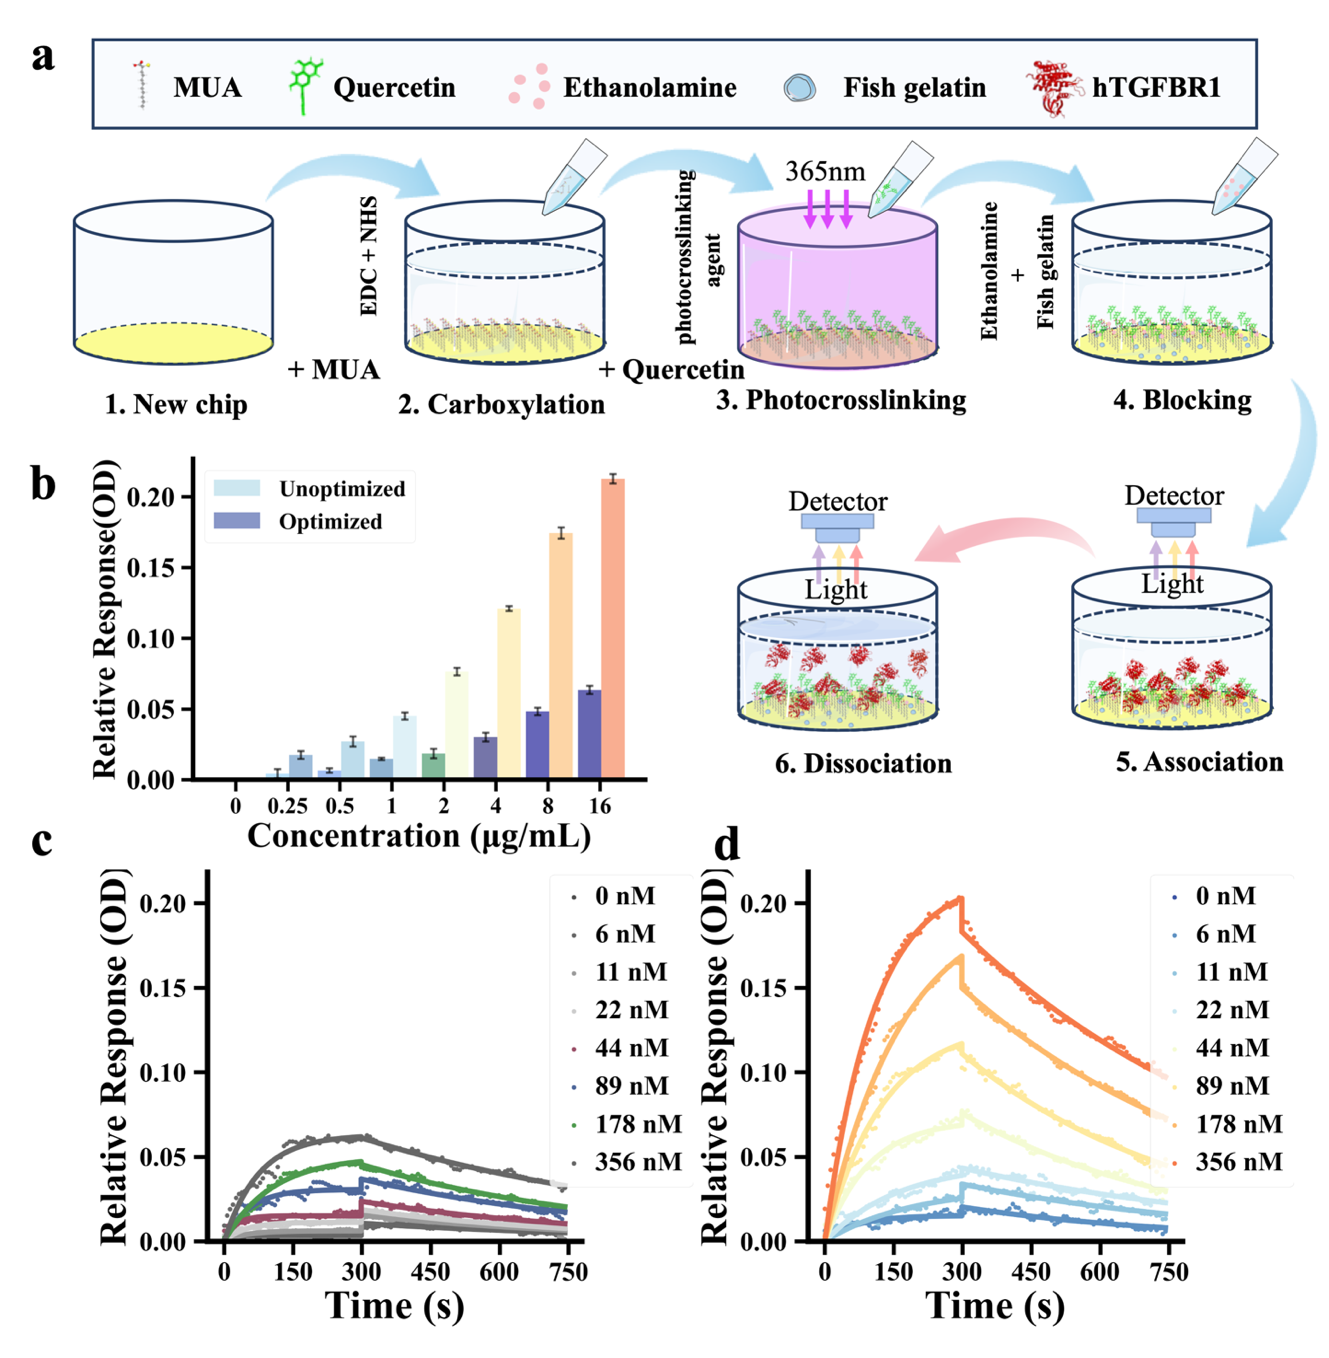 a
MUA
Quercetin
Ethanolamine
Fish gelatin
hTGFBR1
EDC + NHS
photocrosslinking
agent
365nm
Ethanolamine
+
Fish gelatin
+ MUA
+ Quercetin
1. New chip
2. Carboxylation
3. Photocrosslinking
4. Blocking
Detector
Light
6. Dissociation
Detector
Light
5. Association
b
Relative Response(OD)
0.20
0.15
0.10
0.05
0.00
Unoptimized
Optimized
0 0.25 0.5 1 2 4 8 16
Concentration (μg/mL)
c
Relative Response (OD)
0.20
0.15
0.10
0.05
0.00
0 nM
6 nM
11 nM
22 nM
44 nM
89 nM
178 nM
356 nM
0 150 300 450 600 750
Time (s)
d
Relative Response (OD)
0.20
0.15
0.10
0.05
0.00
0 nM
6 nM
11 nM
22 nM
44 nM
89 nM
178 nM
356 nM
0 150 300 450 600 750
Time (s)